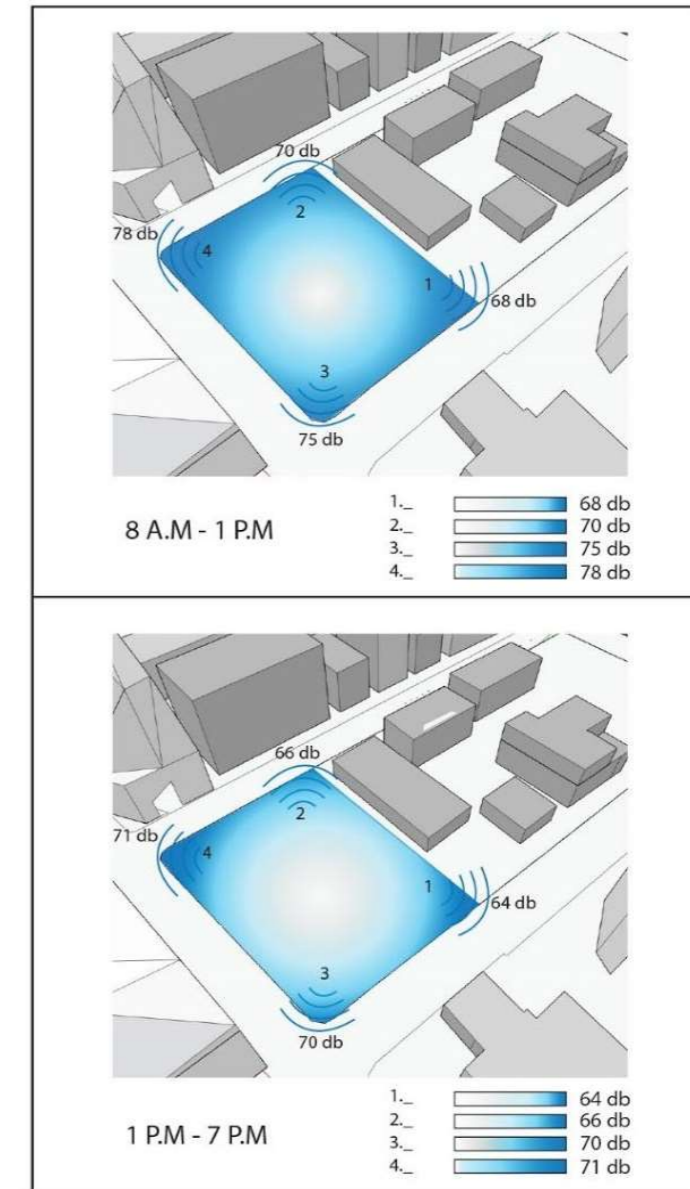 70 db
2
78 db
4
1
68 db
3
75 db
8 A.M - 1 P.M
1._ 68 db
2._ 70 db
3._ 75 db
4._ 78 db
66 db
2
71 db
4
1
64 db
3
70 db
1 P.M - 7 P.M
1._ 64 db
2._ 66 db
3._ 70 db
4._ 71 db